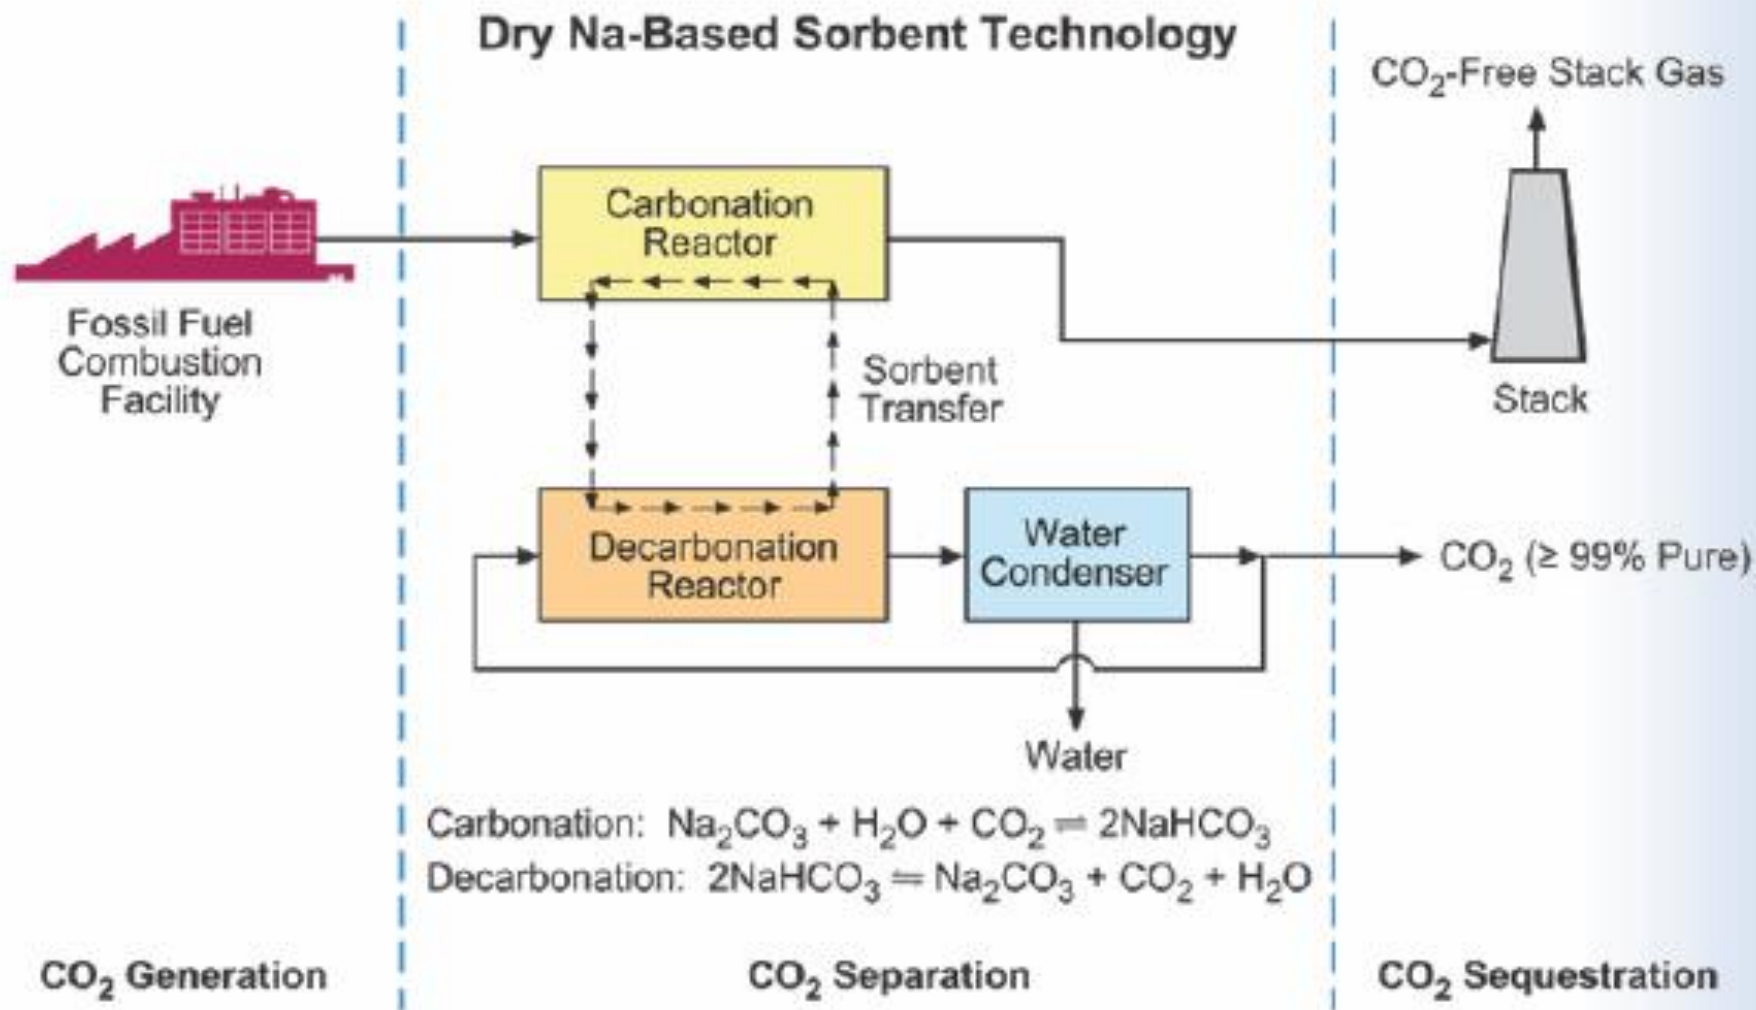 Dry Na-Based Sorbent Technology
CO₂-Free Stack Gas
Carbonation
Reactor
Fossil Fuel
Combustion
Facility
Sorbent
Transfer
Stack
Decarbonation
Reactor
Water
Condenser
CO₂ (≥ 99% Pure)
Water
Carbonation: Na₂CO₃ + H₂O + CO₂ ⇌ 2NaHCO₃
Decarbonation: 2NaHCO₃ ⇌ Na₂CO₃ + CO₂ + H₂O
CO₂ Generation
CO₂ Separation
CO₂ Sequestration